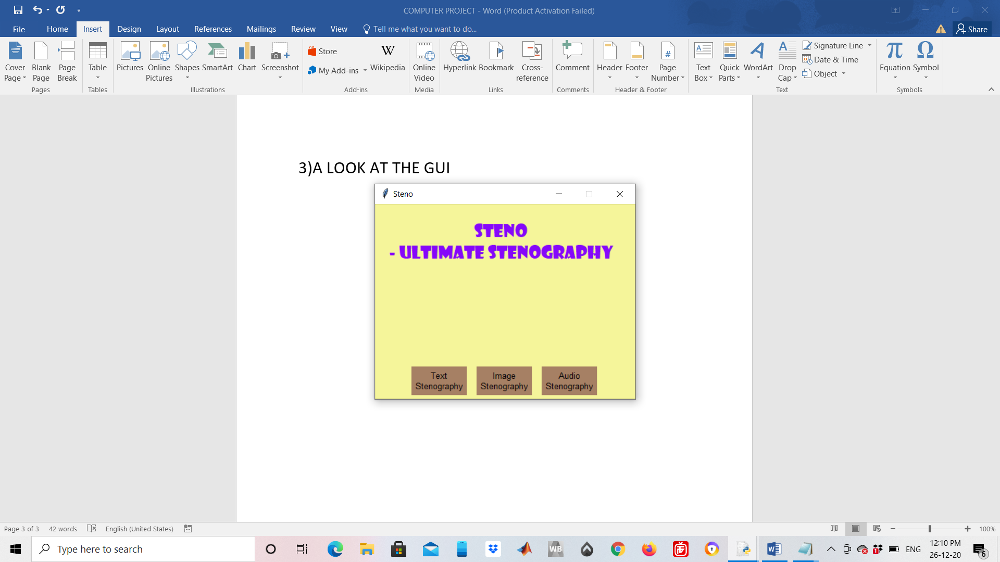 COMPUTER PROJECT - Word (Product Activation Failed)
File Home Insert Design Layout References Mailings Review View Tell me what you want to do... Share
Cover Page
Blank Page
Page Break
Pages
Table
Tables
Pictures
Online Pictures
Shapes
SmartArt
Chart
Screenshot
Illustrations
Store
My Add-ins
W
Wikipedia
Add-ins
Online Video
Media
Hyperlink
Bookmark
Cross-reference
Links
Comment
Comments
Header
Footer
Page Number
Header & Footer
Text Box
Quick Parts
WordArt
Drop Cap
Signature Line
Date & Time
Object
Text
Equation
Symbol
Symbols
3)A LOOK AT THE GUI
Steno
STENO
- ULTIMATE STENOGRAPHY
Text
Stenography
Image
Stenography
Audio
Stenography
Page 3 of 3 42 words English (United States) 100%
Type here to search
WB
ENG
12:10 PM
26-12-20
6